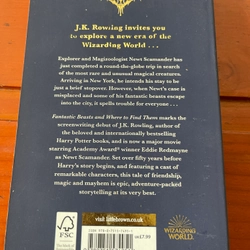 J.K. Rowling invites you
to explore a new era of the
Wizarding World . . .
Explorer and Magizoologist Newt Scamander has
just completed a round-the-globe trip in search
of the most rare and unusual magical creatures.
Arriving in New York, he intends his stay to be
just a brief stopover. However, when Newt's case is
misplaced and some of his fantastic beasts escape
into the city, it spells trouble for everyone . . .
Fantastic Beasts and Where to Find Them marks the
screenwriting debut of J.K. Rowling, author of the
beloved and internationally bestselling
Harry Potter books, and is now a major movie
starring Academy Award® winner Eddie Redmayne
as Newt Scamander. Set over fifty years before
Harry's story begins, and featuring a cast of
remarkable characters, this tale of friendship,
magic and mayhem is epic, adventure-packed
storytelling at its very best.
visit littlebrown.co.uk
FSC
WIZARDING
WORLD